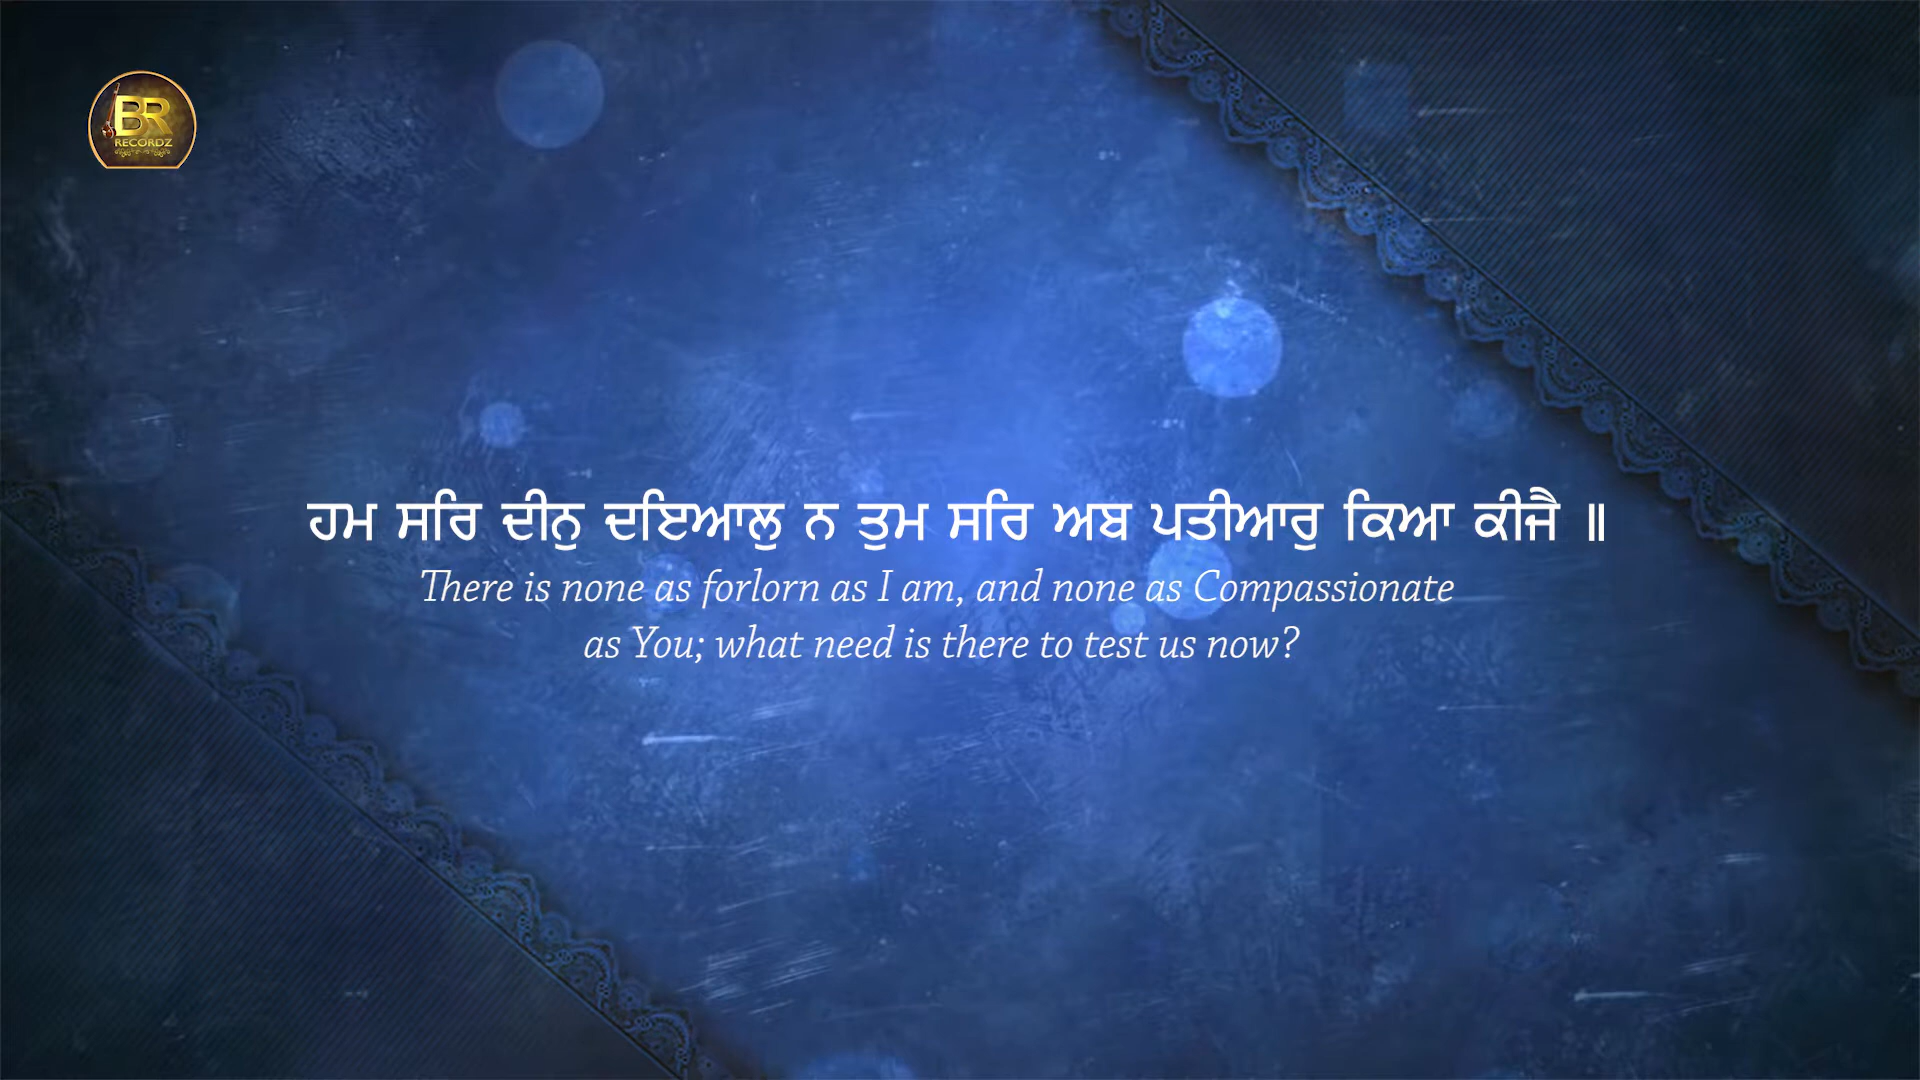 BR
RECORDZ
ਹਮ ਸਰਿ ਦੀਨੁ ਦਇਆਲੁ ਨ ਤੁਮ ਸਰਿ ਅਬ ਪਤੀਆਰੁ ਕਿਆ ਕੀਜੈ ॥
There is none as forlorn as I am, and none as Compassionate
as You; what need is there to test us now?